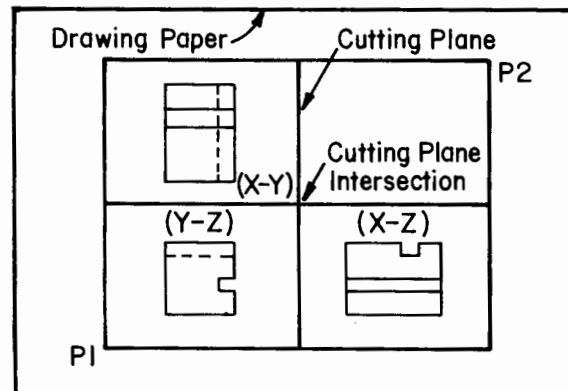 Drawing Paper
Cutting Plane
P2
Cutting Plane
Intersection
(X-Y)
(Y-Z)
(X-Z)
P1